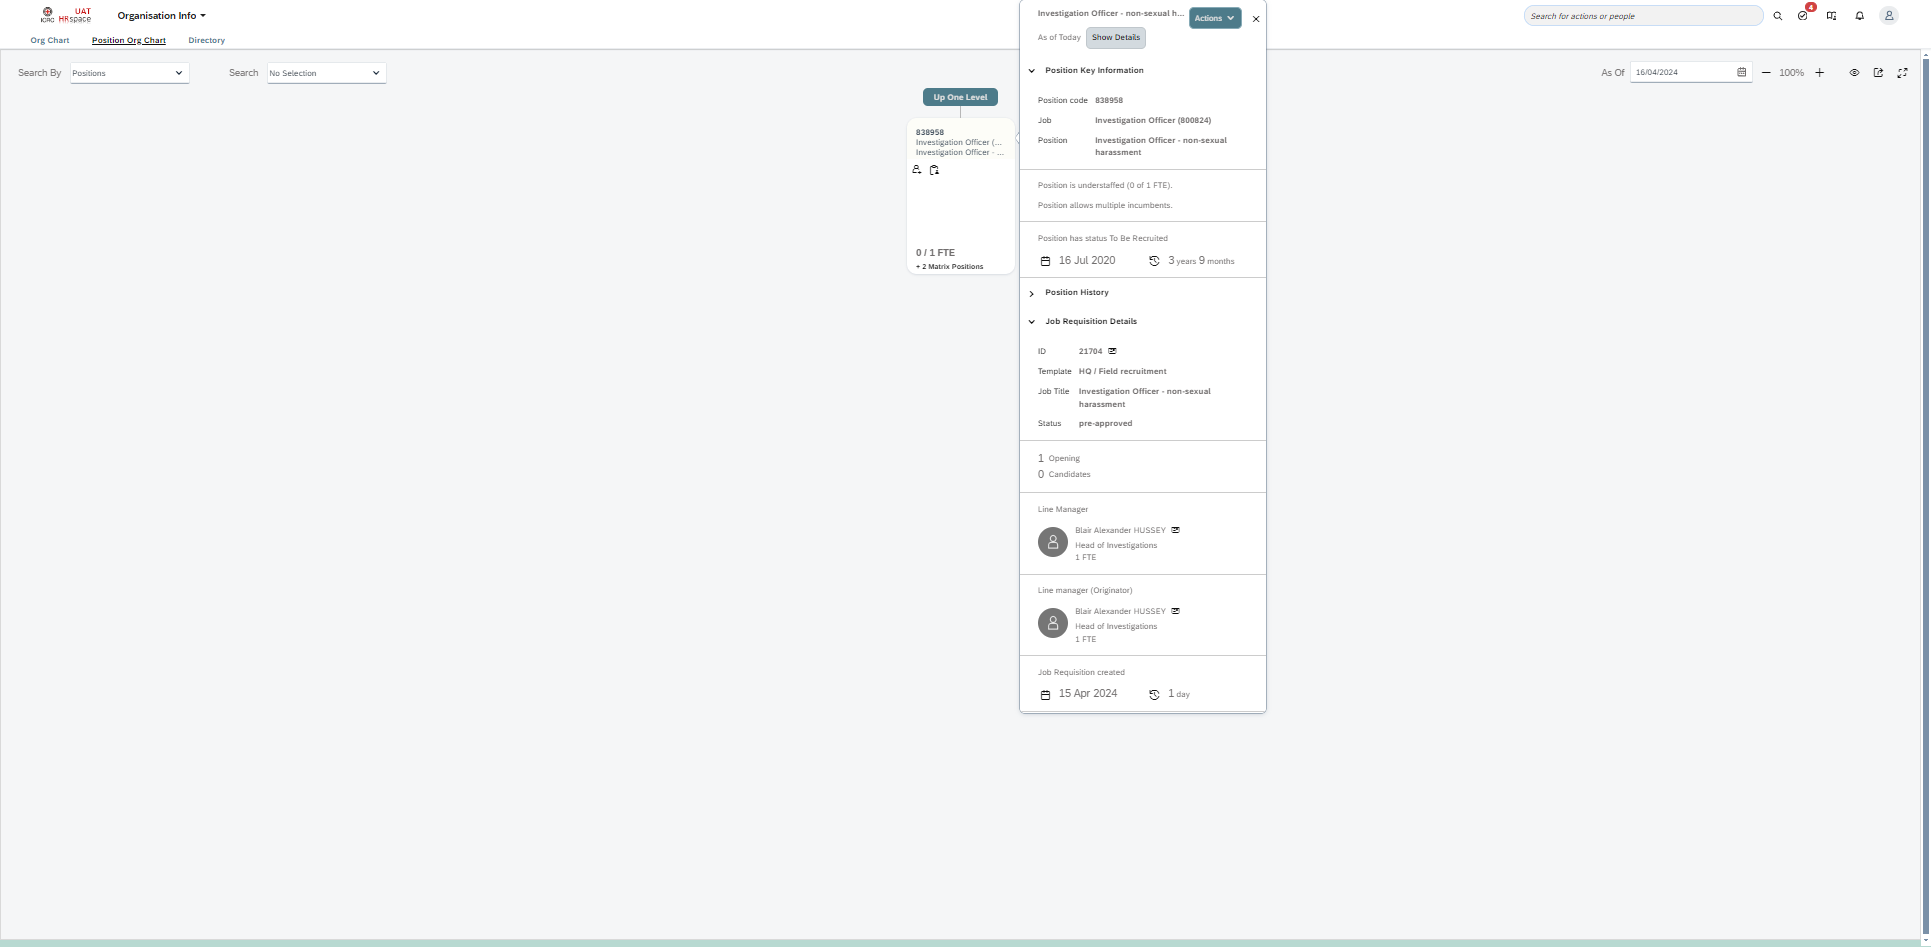 ICRC
UAT
HRspace
Organisation Info
Search for actions or people
4
Org Chart
Position Org Chart
Directory
Search By
Positions
Search
No Selection
As Of
16/04/2024
100%
Up One Level
838958
Investigation Officer (...
Investigation Officer - ...
0 / 1 FTE
+ 2 Matrix Positions
Investigation Officer - non-sexual h...
Actions
As of Today
Show Details
Position Key Information
Position code 838958
Job Investigation Officer (800824)
Position Investigation Officer - non-sexual
harassment
Position is understaffed (0 of 1 FTE).
Position allows multiple incumbents.
Position has status To Be Recruited
16 Jul 2020 3 years 9 months
Position History
Job Requisition Details
ID 21704
Template HQ / Field recruitment
Job Title Investigation Officer - non-sexual
harassment
Status pre-approved
1 Opening
0 Candidates
Line Manager
Blair Alexander HUSSEY
Head of Investigations
1 FTE
Line manager (Originator)
Blair Alexander HUSSEY
Head of Investigations
1 FTE
Job Requisition created
15 Apr 2024 1 day